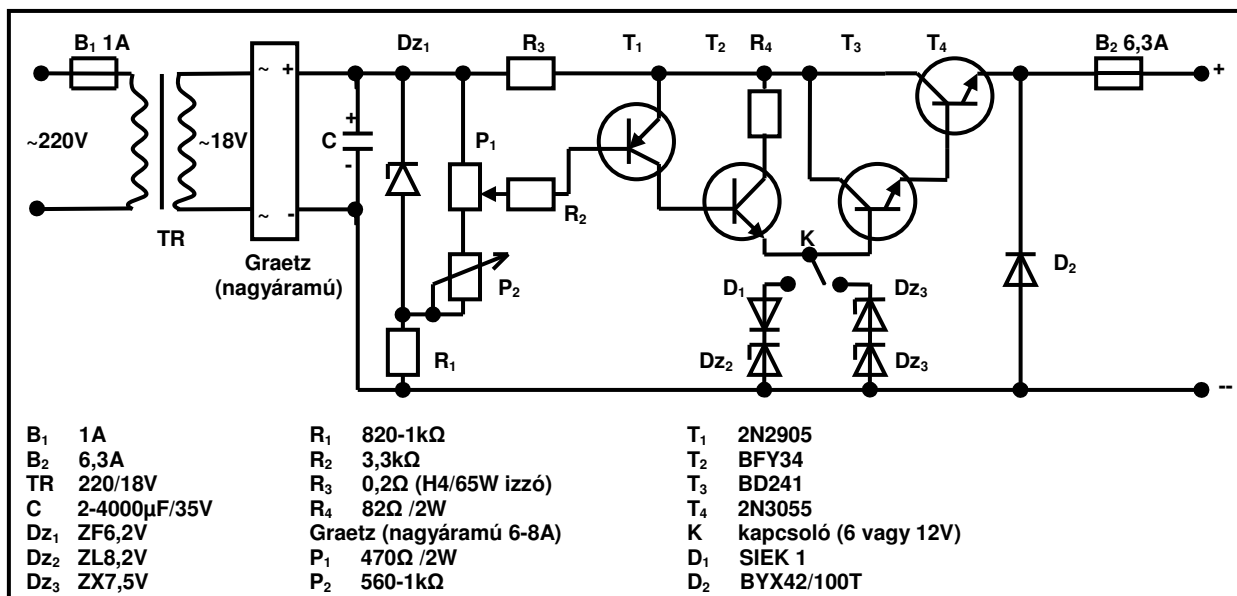 B₁ 1A Dz₁ R₃ T₁ T₂ R₄ T₃ T₄ B₂ 6,3A
~ + +
+
~220V ~18V C P₁
-
R₂
~ -
TR K
Graetz D₂
(nagyáramú) P₂ D₁ Dz₃
R₁ Dz₂ Dz₃
--
B₁ 1A R₁ 820-1kΩ T₁ 2N2905
B₂ 6,3A R₂ 3,3kΩ T₂ BFY34
TR 220/18V R₃ 0,2Ω (H4/65W izzó) T₃ BD241
C 2-4000µF/35V R₄ 82Ω /2W T₄ 2N3055
Dz₁ ZF6,2V Graetz (nagyáramú 6-8A) K kapcsoló (6 vagy 12V)
Dz₂ ZL8,2V P₁ 470Ω /2W D₁ SIEK 1
Dz₃ ZX7,5V P₂ 560-1kΩ D₂ BYX42/100T